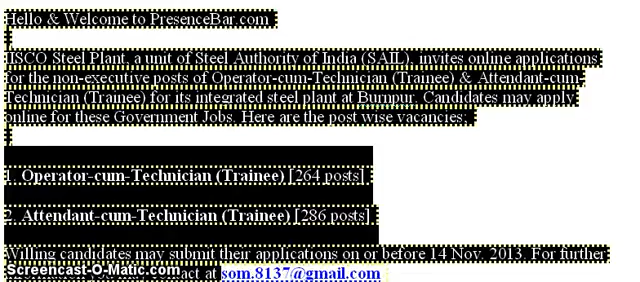 Hello & Welcome to PresenceBar.com
IISCO Steel Plant, a unit of Steel Authority of India (SAIL), invites online applications
for the non-executive posts of Operator-cum-Technician (Trainee) & Attendant-cum-
Technician (Trainee) for its integrated steel plant at Burnpur. Candidates may apply
online for these Government Jobs. Here are the post wise vacancies;
1. Operator-cum-Technician (Trainee) [264 posts]
2. Attendant-cum-Technician (Trainee) [286 posts]
Willing candidates may submit their applications on or before 14 Nov, 2013. For further
Screencast-O-Matic.com
contact at som.8137@gmail.com